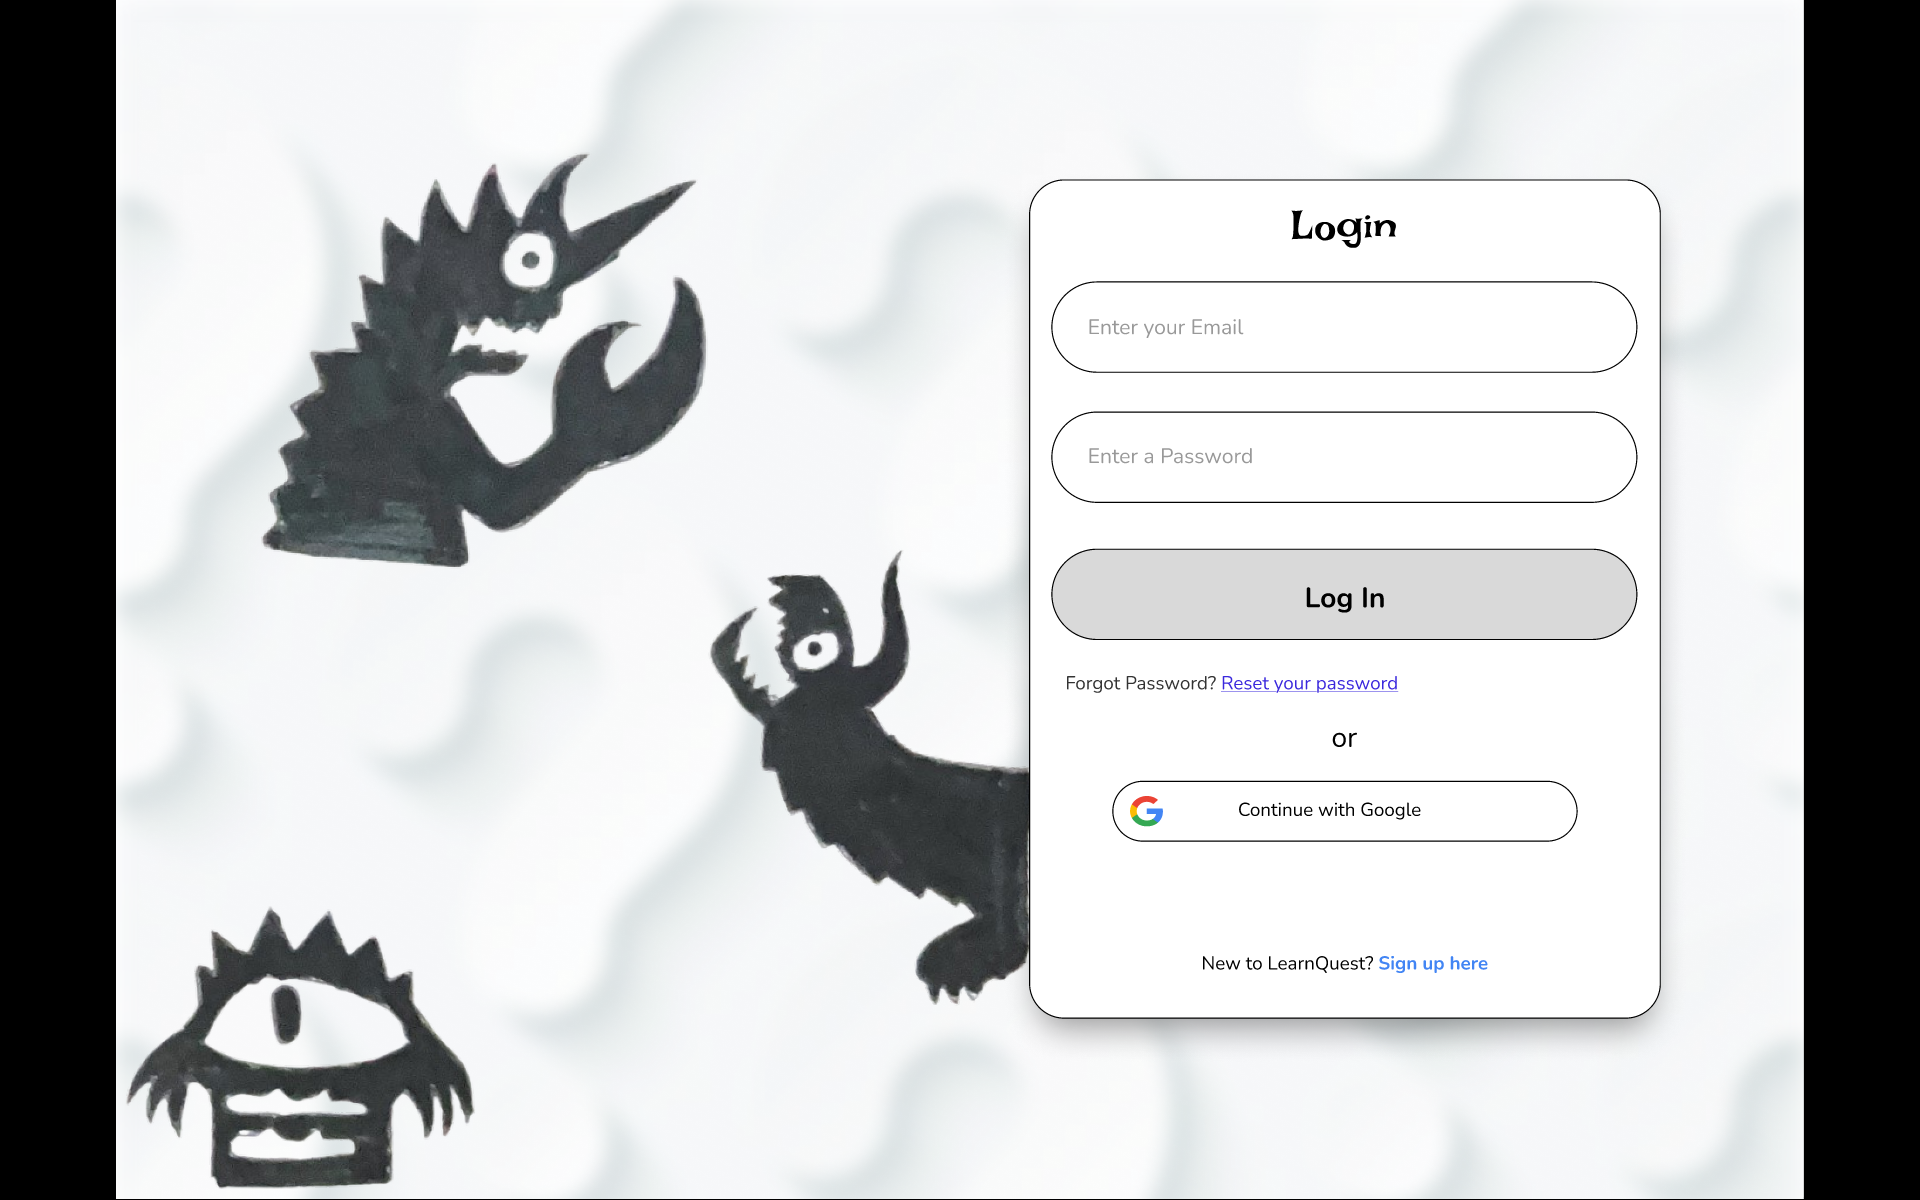 Login
Enter your Email
Enter a Password
Log In
Forgot Password? Reset your password
or
Continue with Google
New to LearnQuest? Sign up here